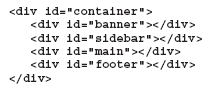 <div id="container">
<div id="banner"></div>
<div id="sidebar"></div>
<div id="main"></div>
<div id="footer"></div>
</div>